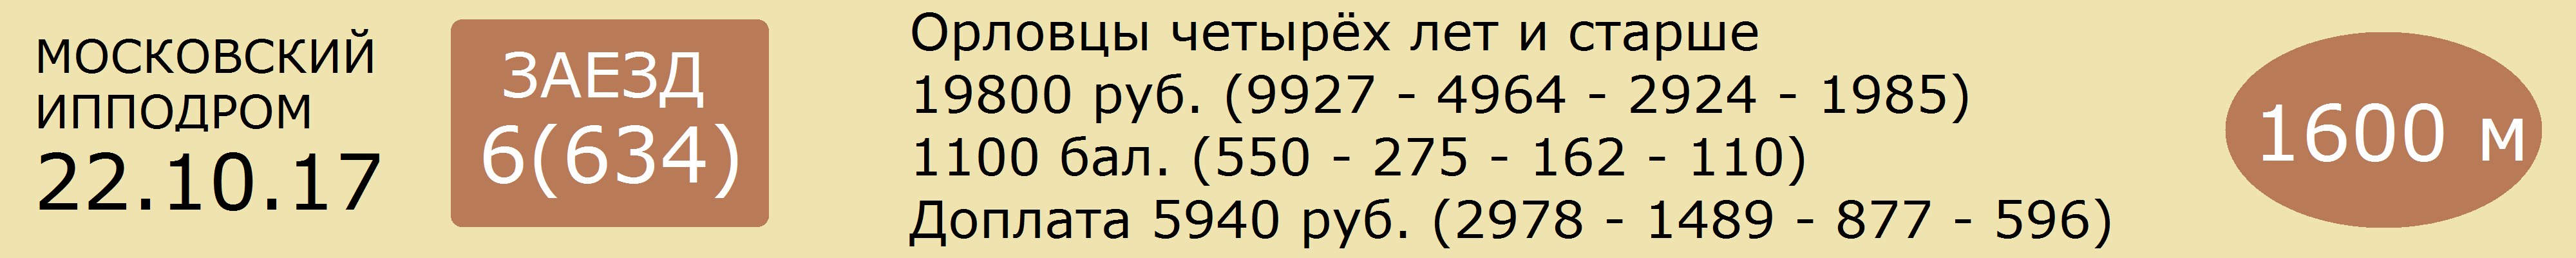 МОСКОВСКИЙ
ИППОДРОМ
22.10.17
ЗАЕЗД
6(634)
Орловцы четырёх лет и старше
19800 руб. (9927 - 4964 - 2924 - 1985)
1100 бал. (550 - 275 - 162 - 110)
Доплата 5940 руб. (2978 - 1489 - 877 - 596)
1600 м